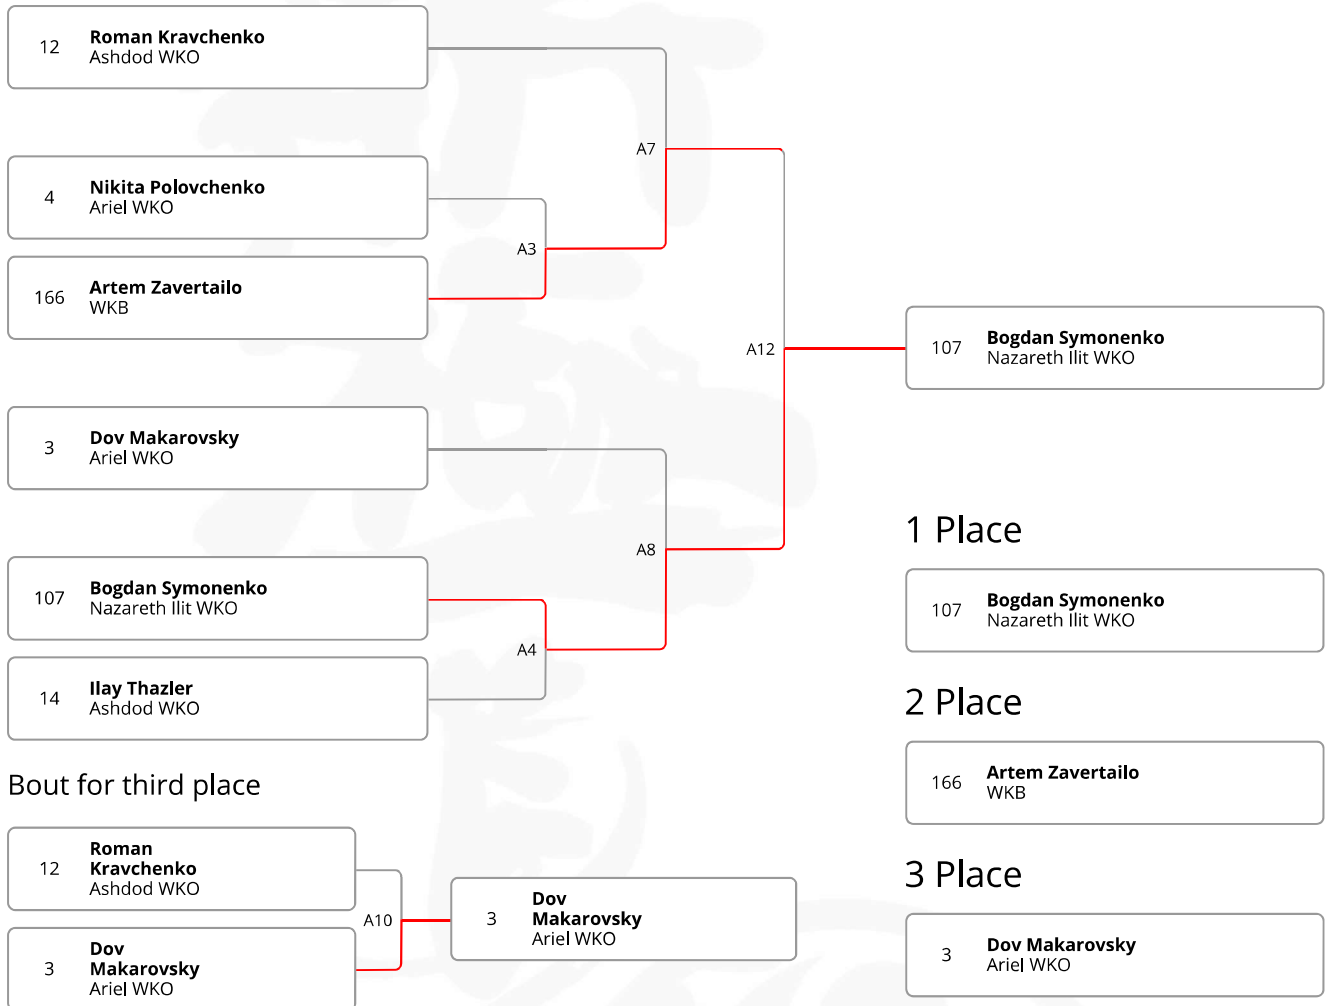 12
Roman Kravchenko
Ashdod WKO
A7
4
Nikita Polovchenko
Ariel WKO
A3
166
Artem Zavertailo
WKB
A12
107
Bogdan Symonenko
Nazareth Ilit WKO
3
Dov Makarovsky
Ariel WKO
A8
107
Bogdan Symonenko
Nazareth Ilit WKO
A4
14
Ilay Thazler
Ashdod WKO
1 Place
107
Bogdan Symonenko
Nazareth Ilit WKO
2 Place
166
Artem Zavertailo
WKB
3 Place
3
Dov Makarovsky
Ariel WKO
Bout for third place
12
Roman
Kravchenko
Ashdod WKO
A10
3
Dov
Makarovsky
Ariel WKO
3
Dov
Makarovsky
Ariel WKO